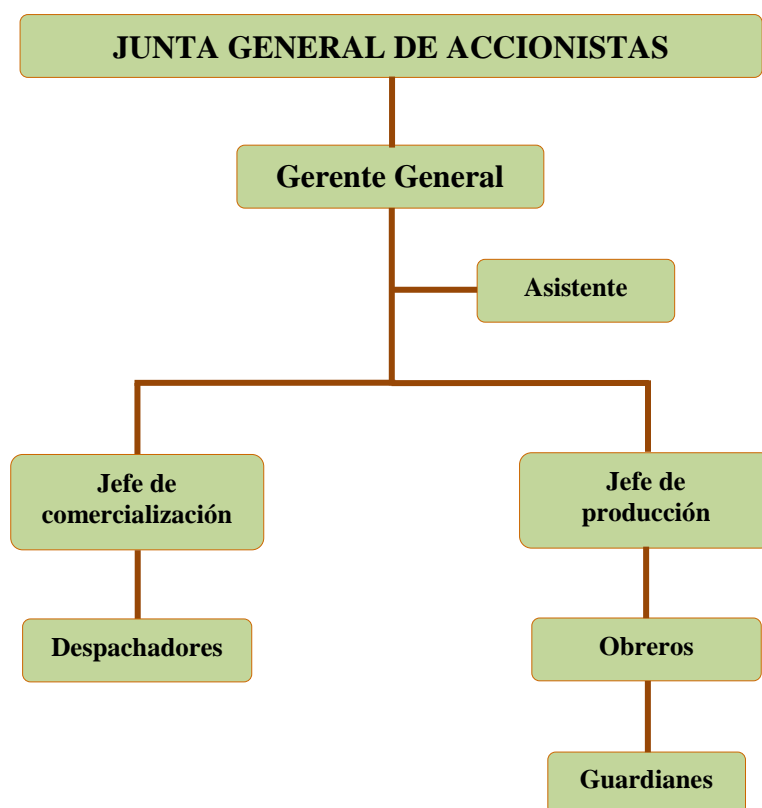 JUNTA GENERAL DE ACCIONISTAS
Gerente General
Asistente
Jefe de
comercialización
Jefe de
producción
Despachadores
Obreros
Guardianes